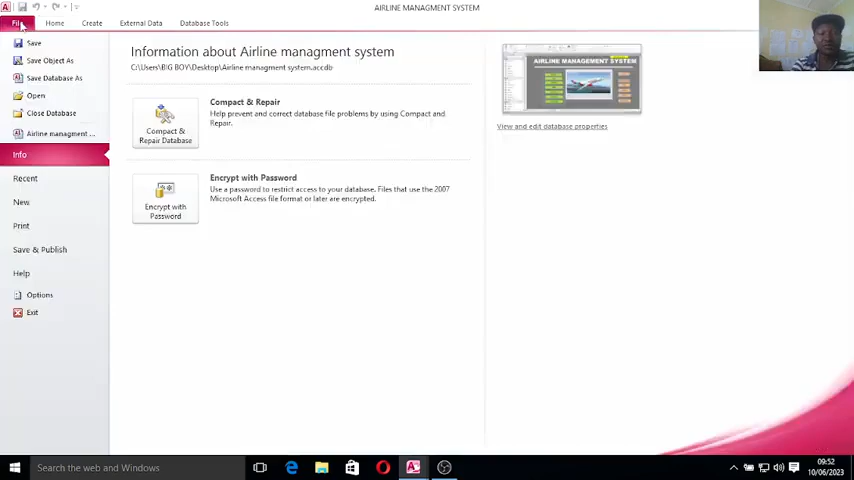 AIRLINE MANAGMENT SYSTEM
File Home Create External Data Database Tools
Save
Save Object As
Save Database As
Open
Close Database
Airline managment ...
Info
Recent
New
Print
Save & Publish
Help
Options
Exit
Information about Airline managment system
C:\Users\BIG BOY\Desktop\Airline managment system.accdb
Compact &
Repair Database
Compact & Repair
Help prevent and correct database file problems by using Compact and
Repair.
Encrypt with
Password
Encrypt with Password
Use a password to restrict access to your database. Files that use the 2007
Microsoft Access file format or later are encrypted.
AIRLINE MANAGEMENT SYSTEM
View and edit database properties
Search the web and Windows
09:52
10/06/2023